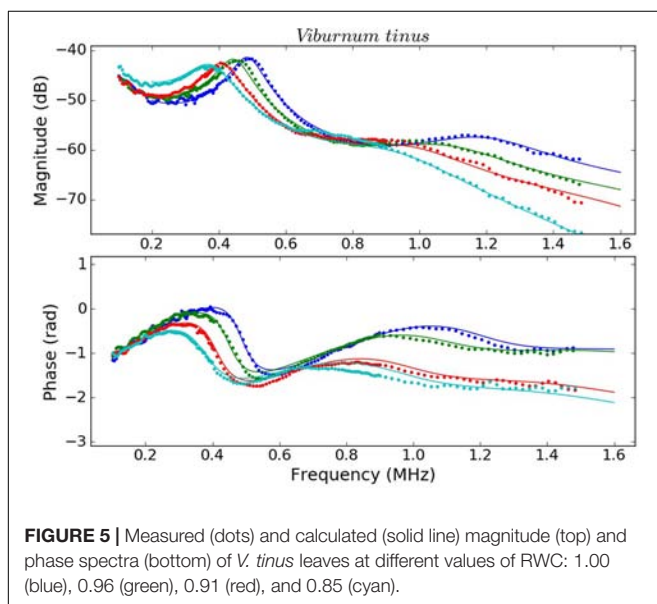 Viburnum tinus
Magnitude (dB)
−40
−50
−60
−70
0.2 0.4 0.6 0.8 1.0 1.2 1.4 1.6
Phase (rad)
1
0
−1
−2
−3
0.2 0.4 0.6 0.8 1.0 1.2 1.4 1.6
Frequency (MHz)
FIGURE 5 | Measured (dots) and calculated (solid line) magnitude (top) and
phase spectra (bottom) of V. tinus leaves at different values of RWC: 1.00
(blue), 0.96 (green), 0.91 (red), and 0.85 (cyan).